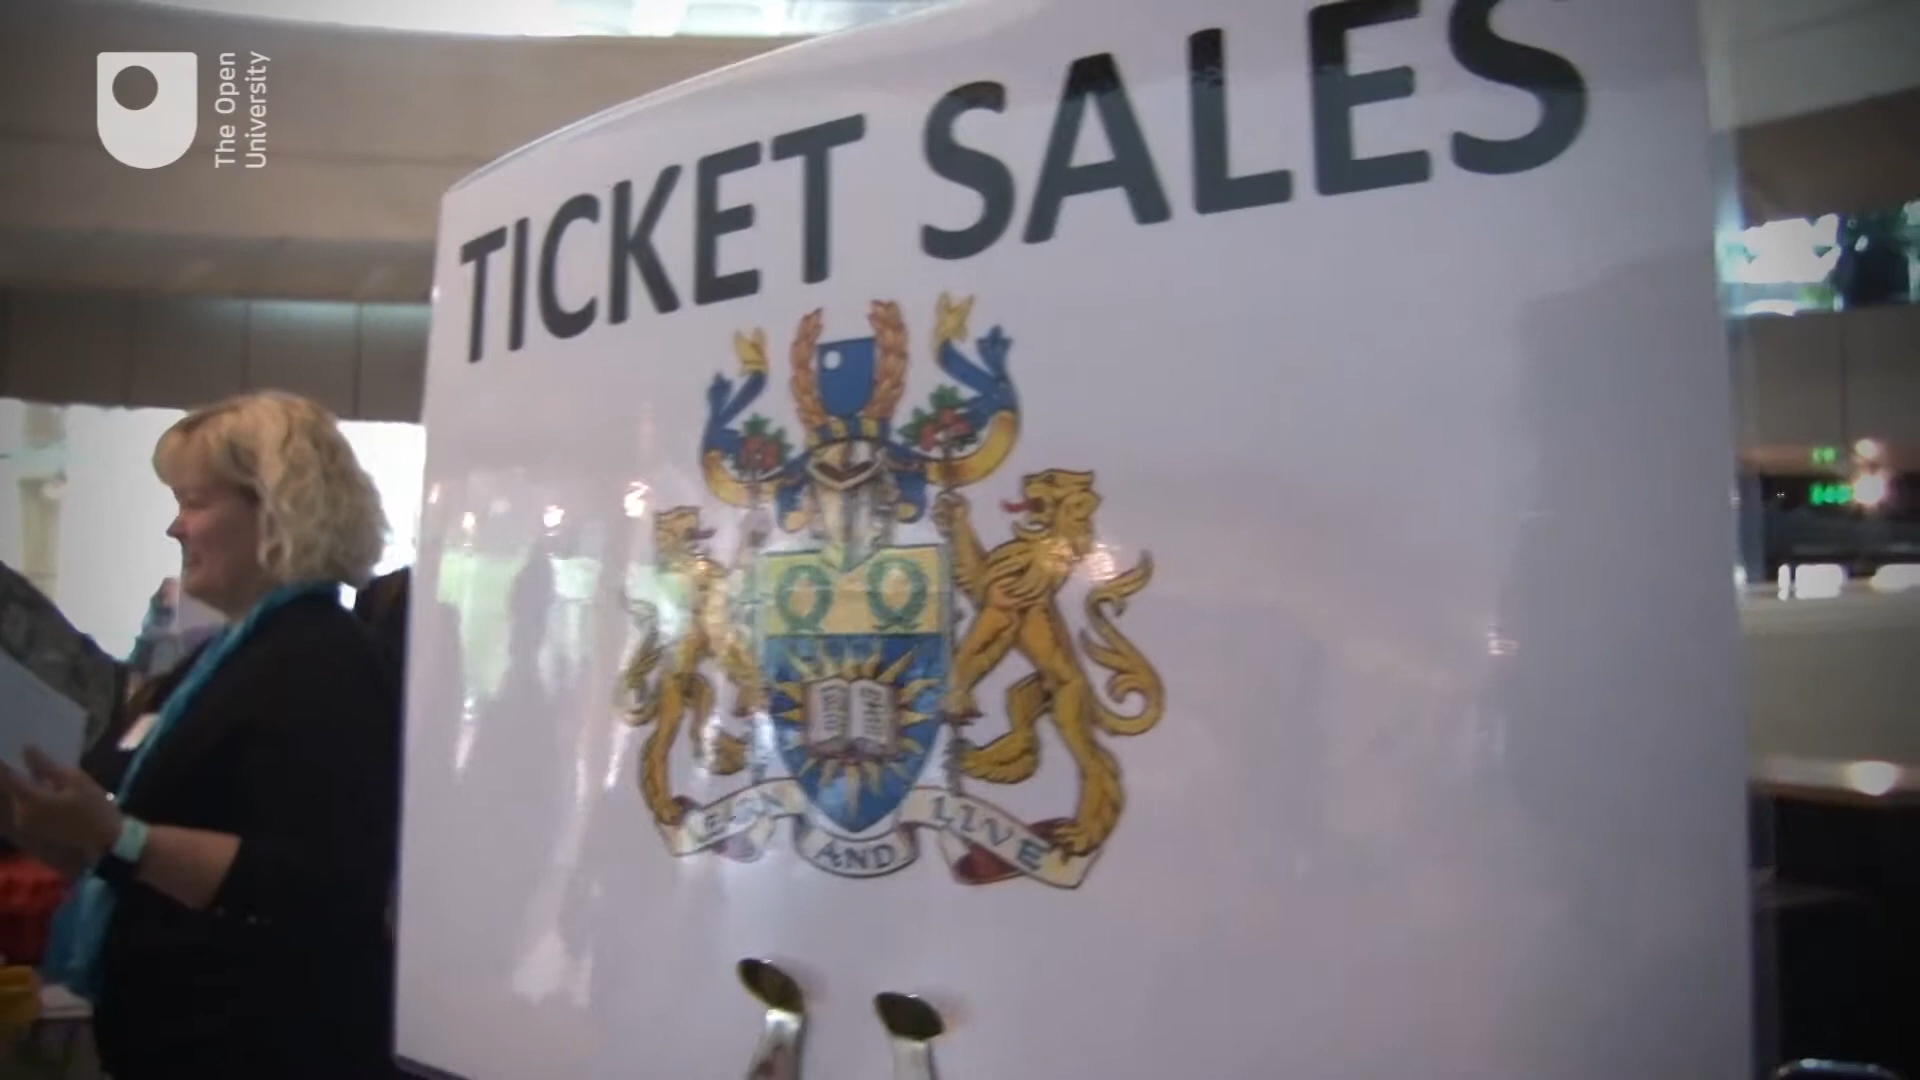 The Open
University
TICKET SALES
AND
LIVE